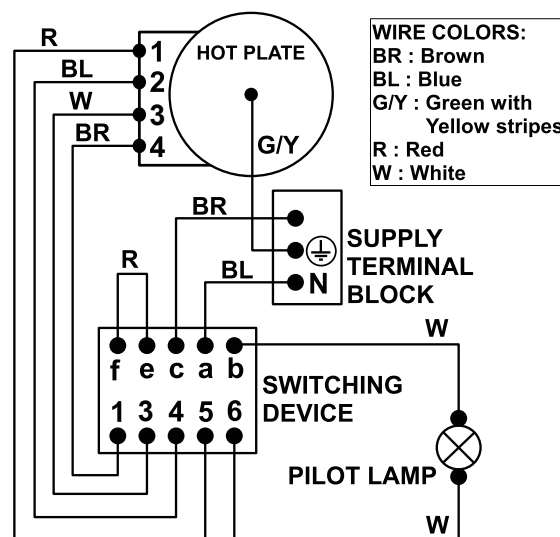 R
BL
W
BR
1
2
3
4
HOT PLATE
G/Y
WIRE COLORS:
BR : Brown
BL : Blue
G/Y : Green with
Yellow stripes
R : Red
W : White
BR
BL
R
N
SUPPLY
TERMINAL
BLOCK
W
f e c a b
1 3 4 5 6
SWITCHING
DEVICE
PILOT LAMP
W